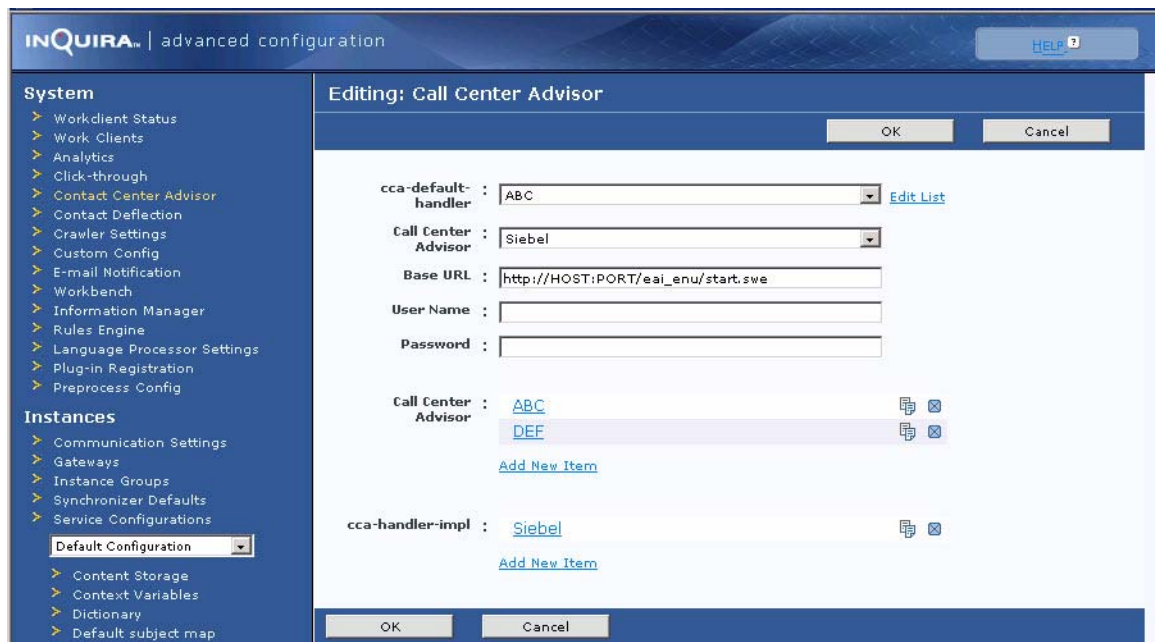 INQUIRA™ | advanced configuration
HELP ?
System
Workclient Status
Work Clients
Analytics
Click-through
Contact Center Advisor
Contact Deflection
Crawler Settings
Custom Config
E-mail Notification
Workbench
Information Manager
Rules Engine
Language Processor Settings
Plug-in Registration
Preprocess Config
Instances
Communication Settings
Gateways
Instance Groups
Synchronizer Defaults
Service Configurations
Default Configuration
Content Storage
Context Variables
Dictionary
Default subject map
Editing: Call Center Advisor
OK Cancel
cca-default-handler : ABC Edit List
Call Center Advisor : Siebel
Base URL : http://HOST:PORT/eai_enu/start.swe
User Name :
Password :
Call Center Advisor : ABC
DEF
Add New Item
cca-handler-impl : Siebel
Add New Item
OK Cancel